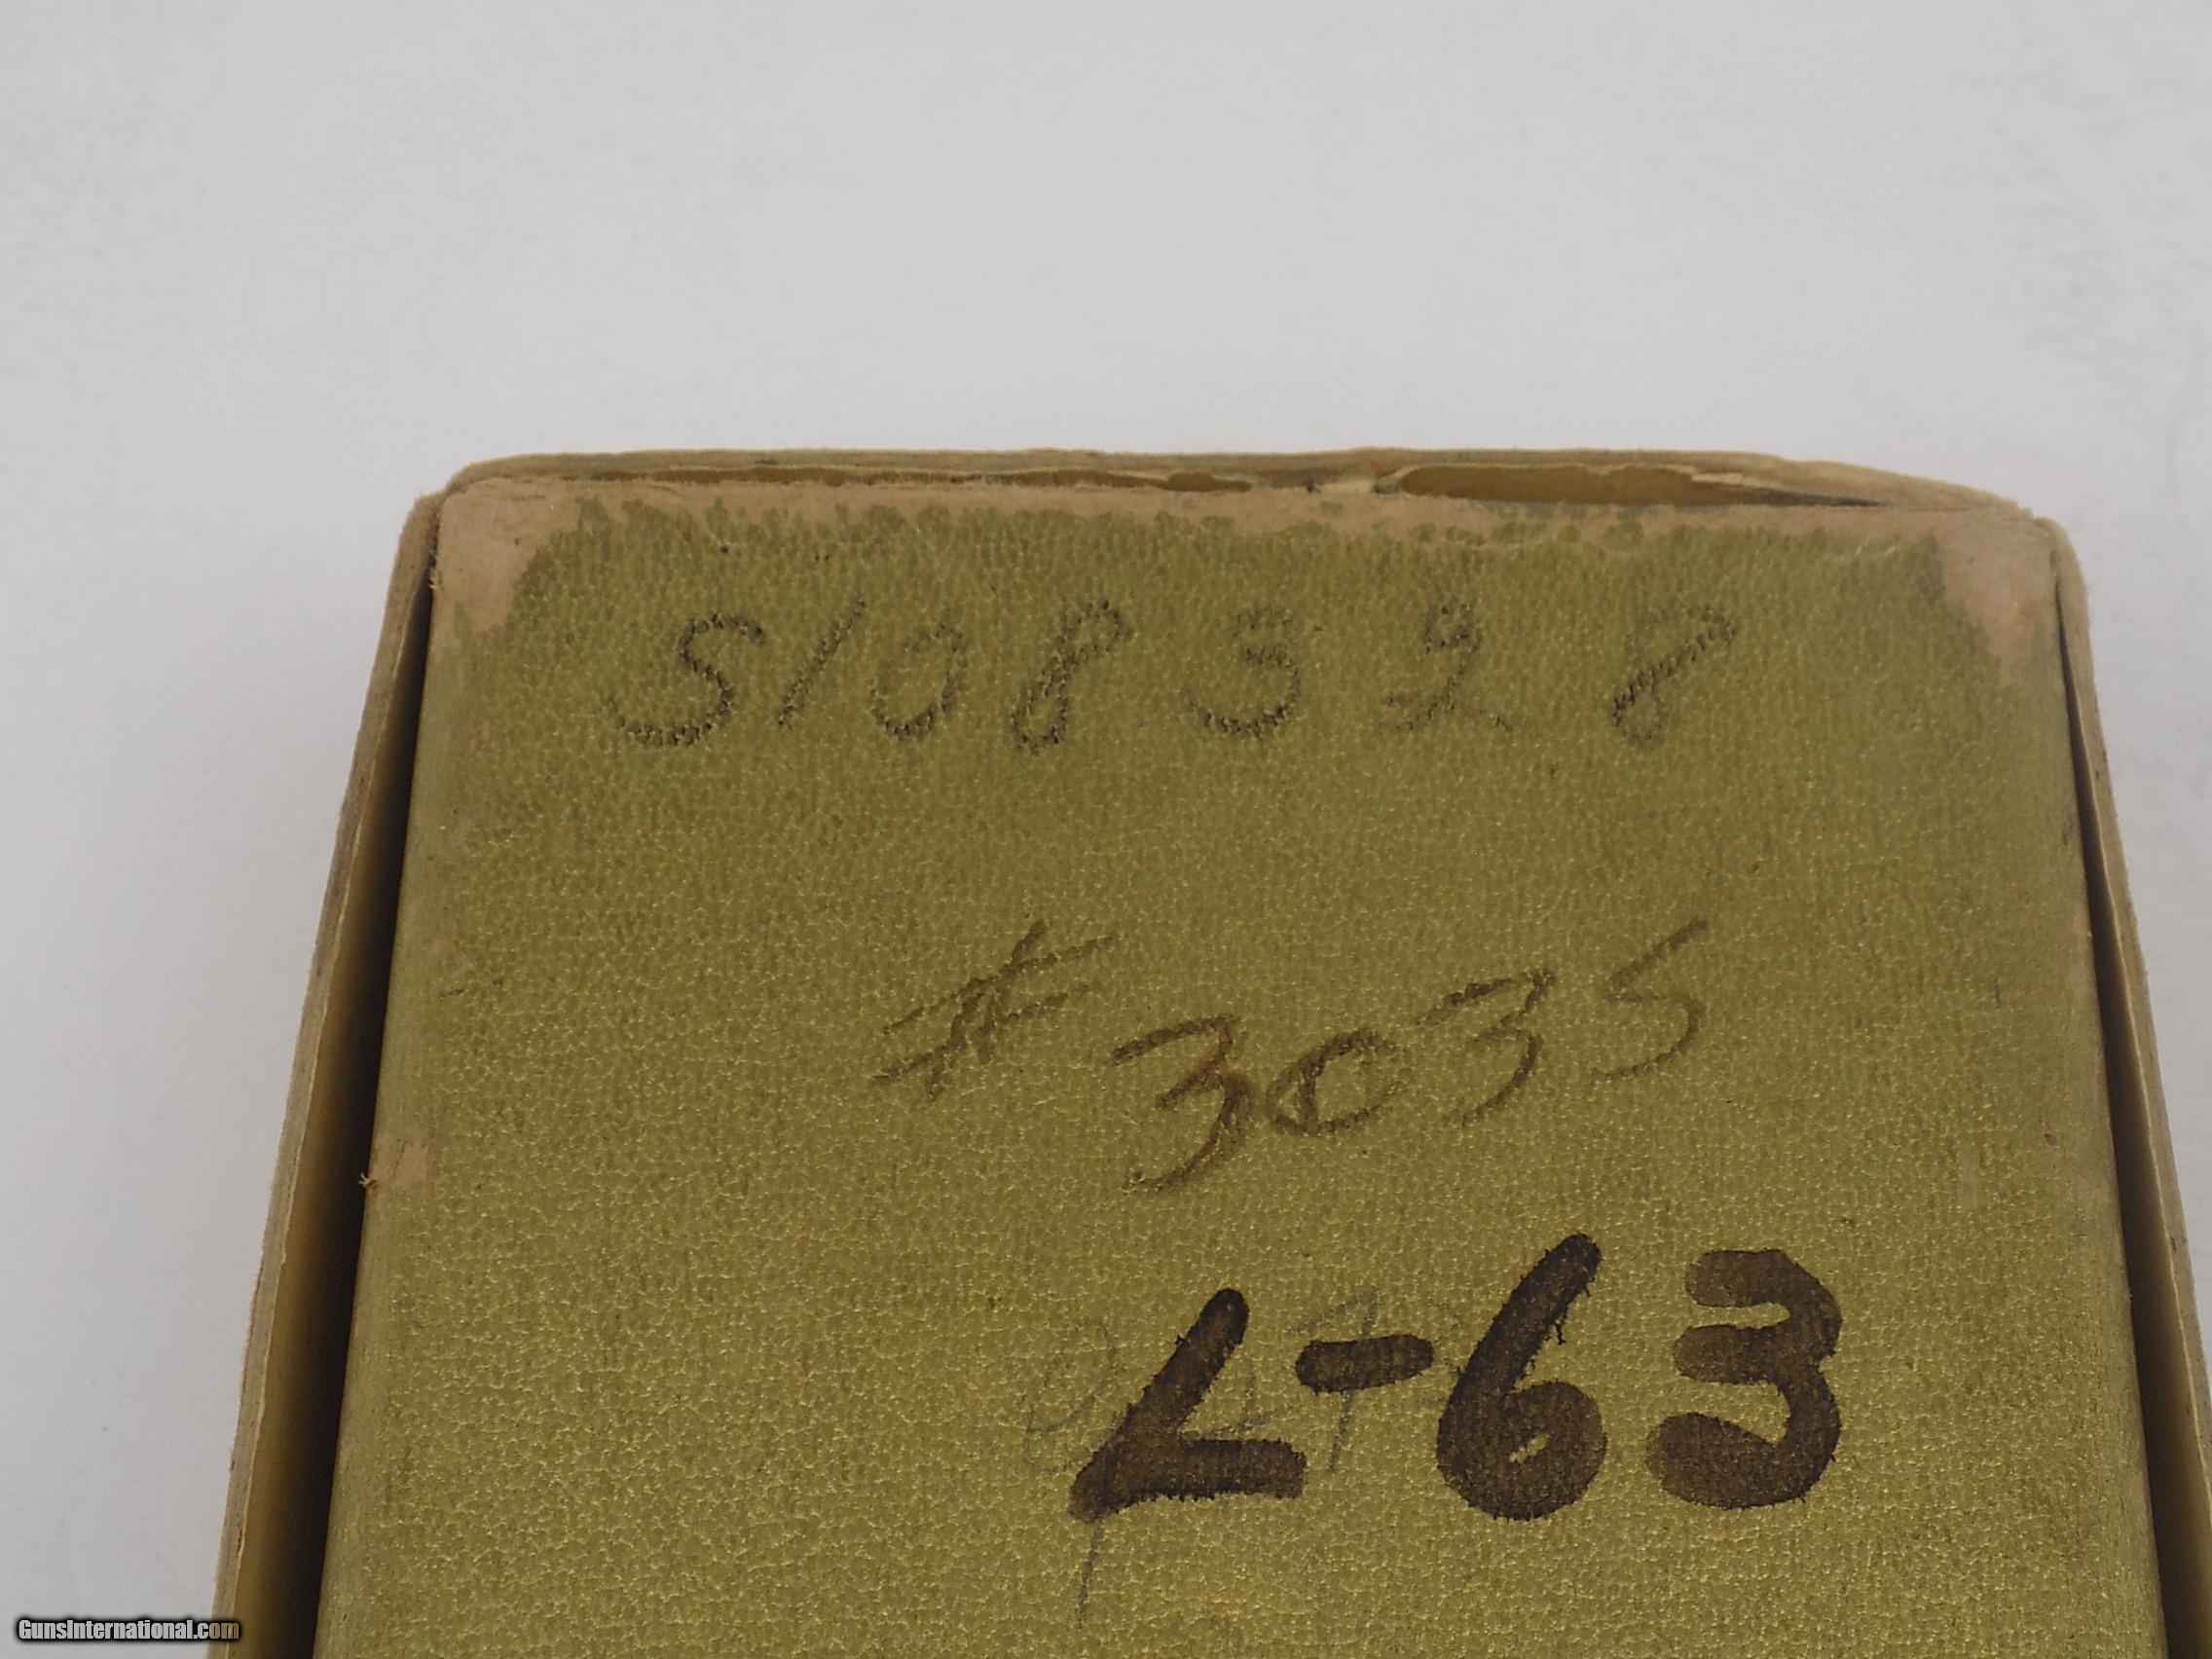 S108328
# 3035
L-63
GunsInternational.com